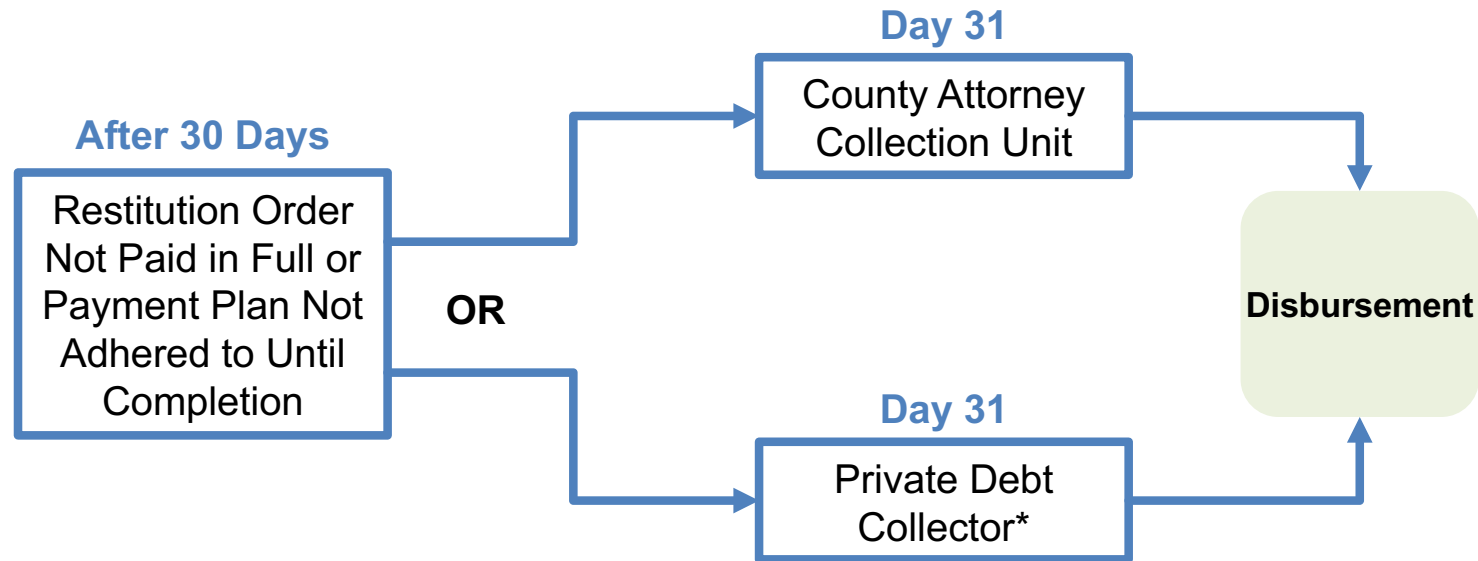 After 30 Days
Restitution Order
Not Paid in Full or
Payment Plan Not
Adhered to Until
Completion
OR
Day 31
County Attorney
Collection Unit
Day 31
Private Debt
Collector*
Disbursement